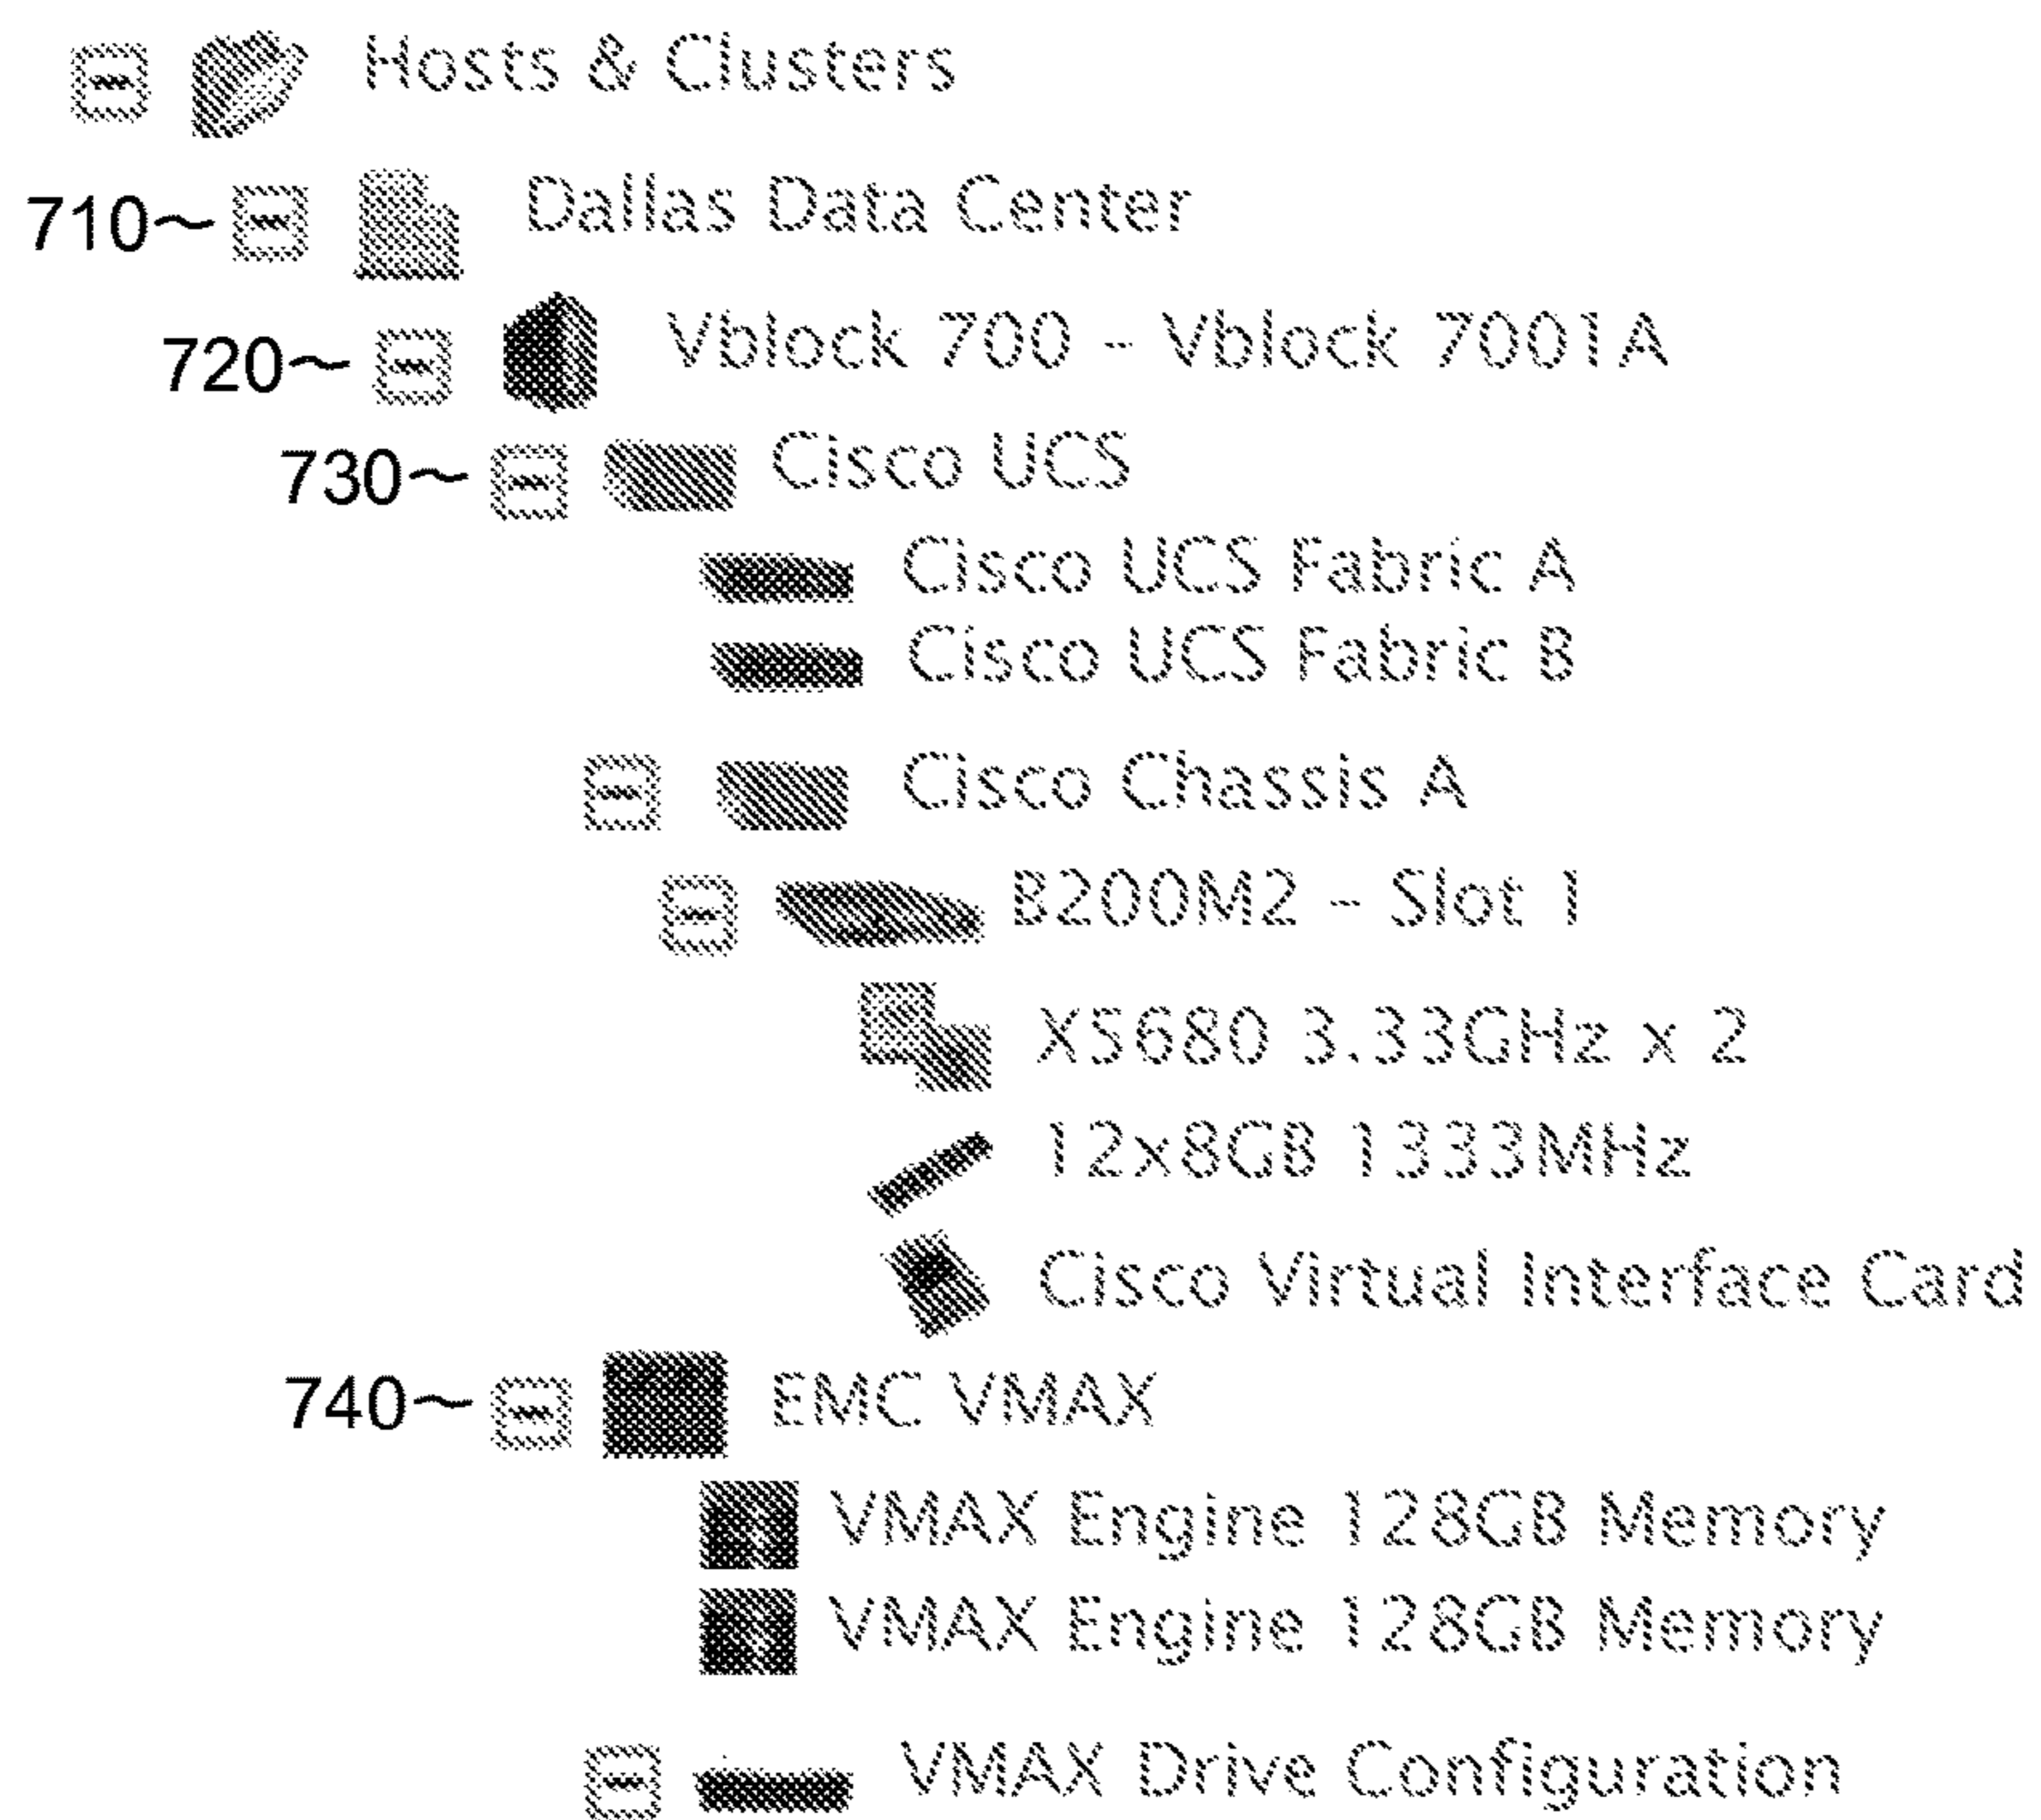 Hosts & Clusters
710~ Dallas Data Center
720~ Vblock 700 - Vblock 7001A
730~ Cisco UCS
Cisco UCS Fabric A
Cisco UCS Fabric B
Cisco Chassis A
B200M2 - Slot 1
X5680 3.33GHz x 2
12x8GB 1333MHz
Cisco Virtual Interface Card
740~ EMC VMAX
VMAX Engine 128GB Memory
VMAX Engine 128GB Memory
VMAX Drive Configuration